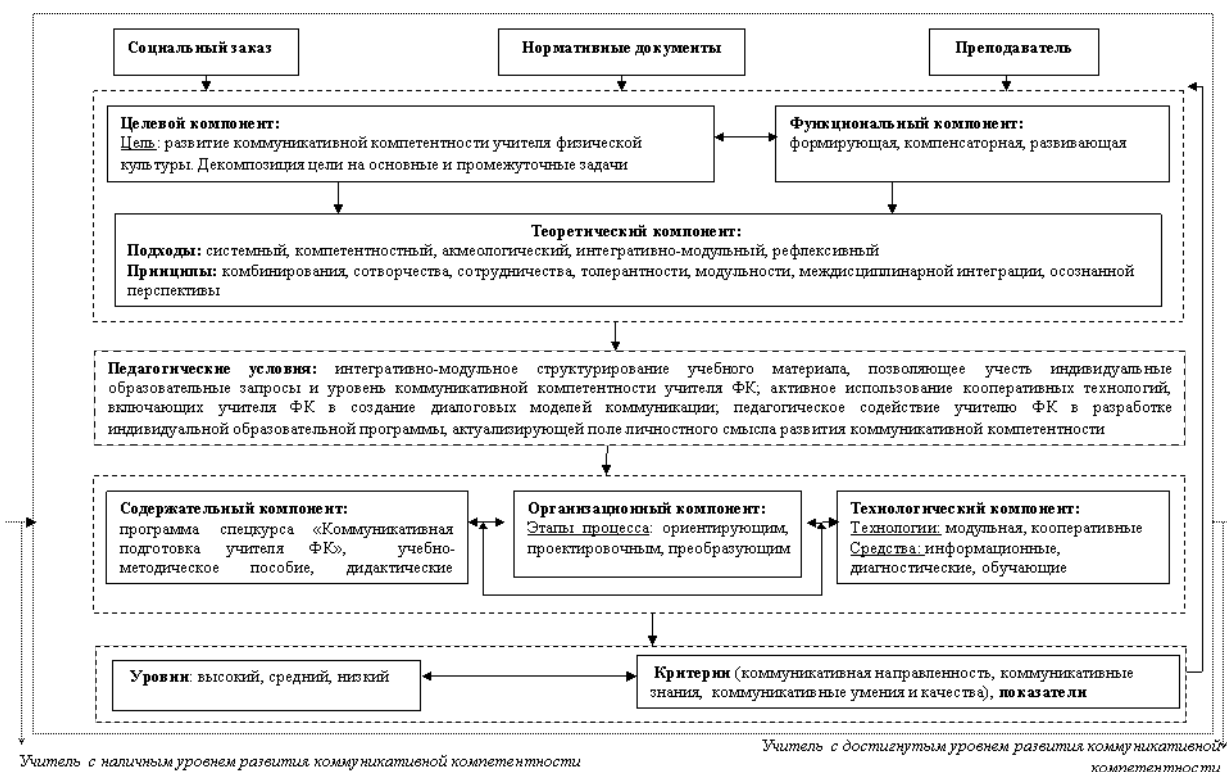 Социальный заказ
Нормативные документы
Преподаватель
Целевой компонент:
Цель: развитие коммуникативной компетентности учителя физической
культуры. Декомпозиция цели на основные и промежуточные задачи
Функциональный компонент:
формирующая, компенсаторная, развивающая
Теоретический компонент:
Подходы: системный, компетентностный, акмеологический, интегративно-модульный, рефлексивный
Принципы: комбинирования, сотворчества, сотрудничества, толерантности, модульности, междисциплинарной интеграции, осознанной
перспективы
Педагогические условия: интегративно-модульное структурирование учебного материала, позволяющее учесть индивидуальные
образовательные запросы и уровень коммуникативной компетентности учителя ФК; активное использование кооперативных технологий,
включающих учителя ФК в создание диалоговых моделей коммуникации; педагогическое содействие учителю ФК в разработке
индивидуальной образовательной программы, актуализирующей поле личностного смысла развития коммуникативной компетентности
Содержательный компонент:
программа спецкурса «Коммуникативная
подготовка учителя ФК», учебно-
методическое пособие, дидактические
Организационный компонент:
Этапы процесса: ориентирующим,
проектировочным, преобразующим
Технологический компонент:
Технологии: модульная, кооперативные
Средства: информационные,
диагностические, обучающие
Уровни: высокий, средний, низкий
Критерии (коммуникативная направленность, коммуникативные
знания, коммуникативные умения и качества), показатели
Учитель с наличным уровнем развития коммуникативной компетентности
Учитель с достигнутым уровнем развития коммуникативной
компетентности